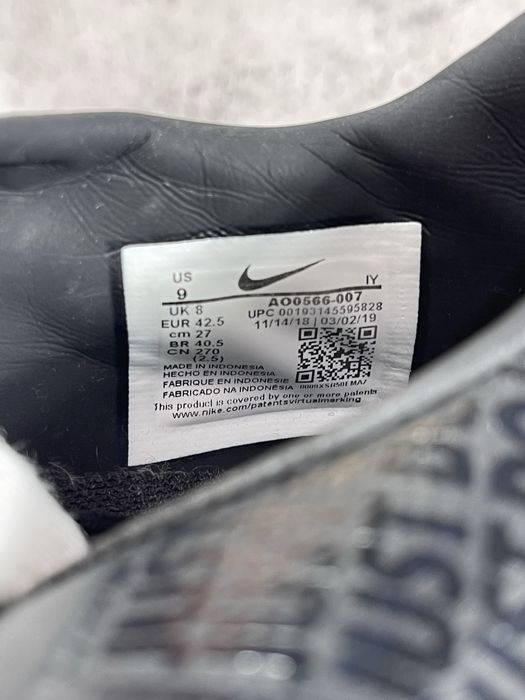 US
9
IY
AO0566-007
UK 8
UPC 00193145595828
EUR 42.5
11/14/18 | 03/02/19
cm 27
BR 40.5
CN 270
(2.5)
MADE IN INDONESIA
HECHO EN INDONESIA
FABRIQUE EN INDONESIE
FABRICADO NA INDONESIA
This product is covered by one or more patents
www.nike.com/patentsvirtualmarking
JUST